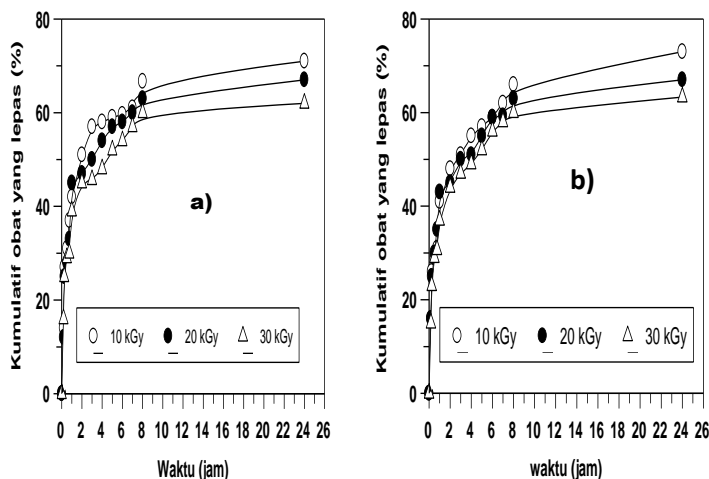 Kumulatif obat yang lepas (%)
80
60
40
20
0
a)
10 kGy 20 kGy 30 kGy
0 2 4 6 8 10 12 14 16 18 20 22 24 26
Waktu (jam)
Kumulatif obat yang lepas (%)
80
60
40
20
0
b)
10 kGy 20 kGy 30 kGy
0 2 4 6 8 10 12 14 16 18 20 22 24 26
waktu (jam)